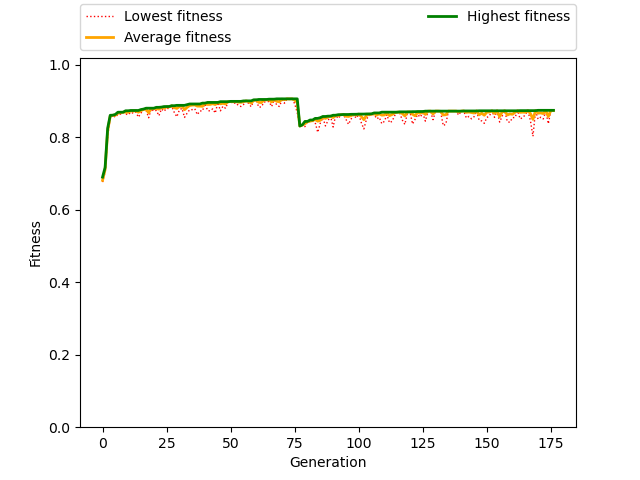 Lowest fitness
Average fitness
Highest fitness
1.0
0.8
0.6
0.4
0.2
0.0
Fitness
0 25 50 75 100 125 150 175
Generation